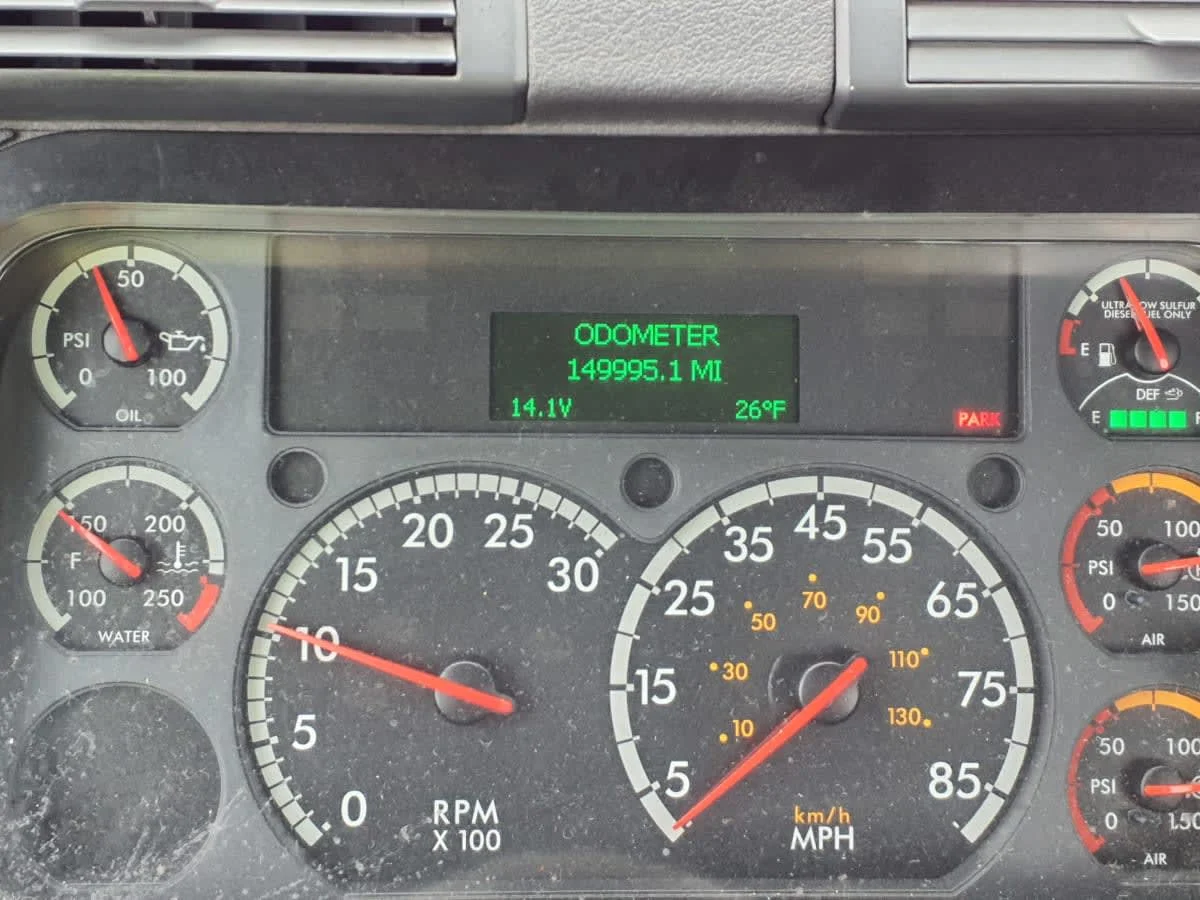 ODOMETER
149995.1 MI
14.1V 26°F
PARK
50
PSI
0 100
OIL
150 200
F
100 250
WATER
0 5 10 15 20 25 30
RPM
X 100
5 15 25 35 45 55 65 75 85
10 30 50 70 90 110 130
km/h
MPH
ULTRA LOW SULFUR
DIESEL FUEL ONLY
E
DEF
E F
50 100
PSI
0 150
AIR
50 100
PSI
0 150
AIR